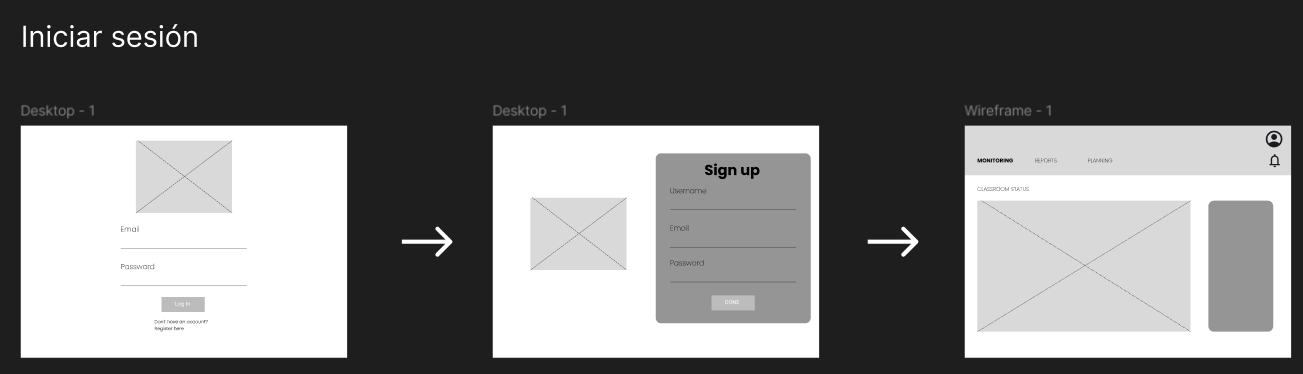 Iniciar sesión
Desktop - 1
Email
Password
Log In
Don't have an account?
Register here
Desktop - 1
Sign up
Username
Email
Password
DONE
Wireframe - 1
MONITORING
REPORTS
PLANNING
CLASSROOM STATUS